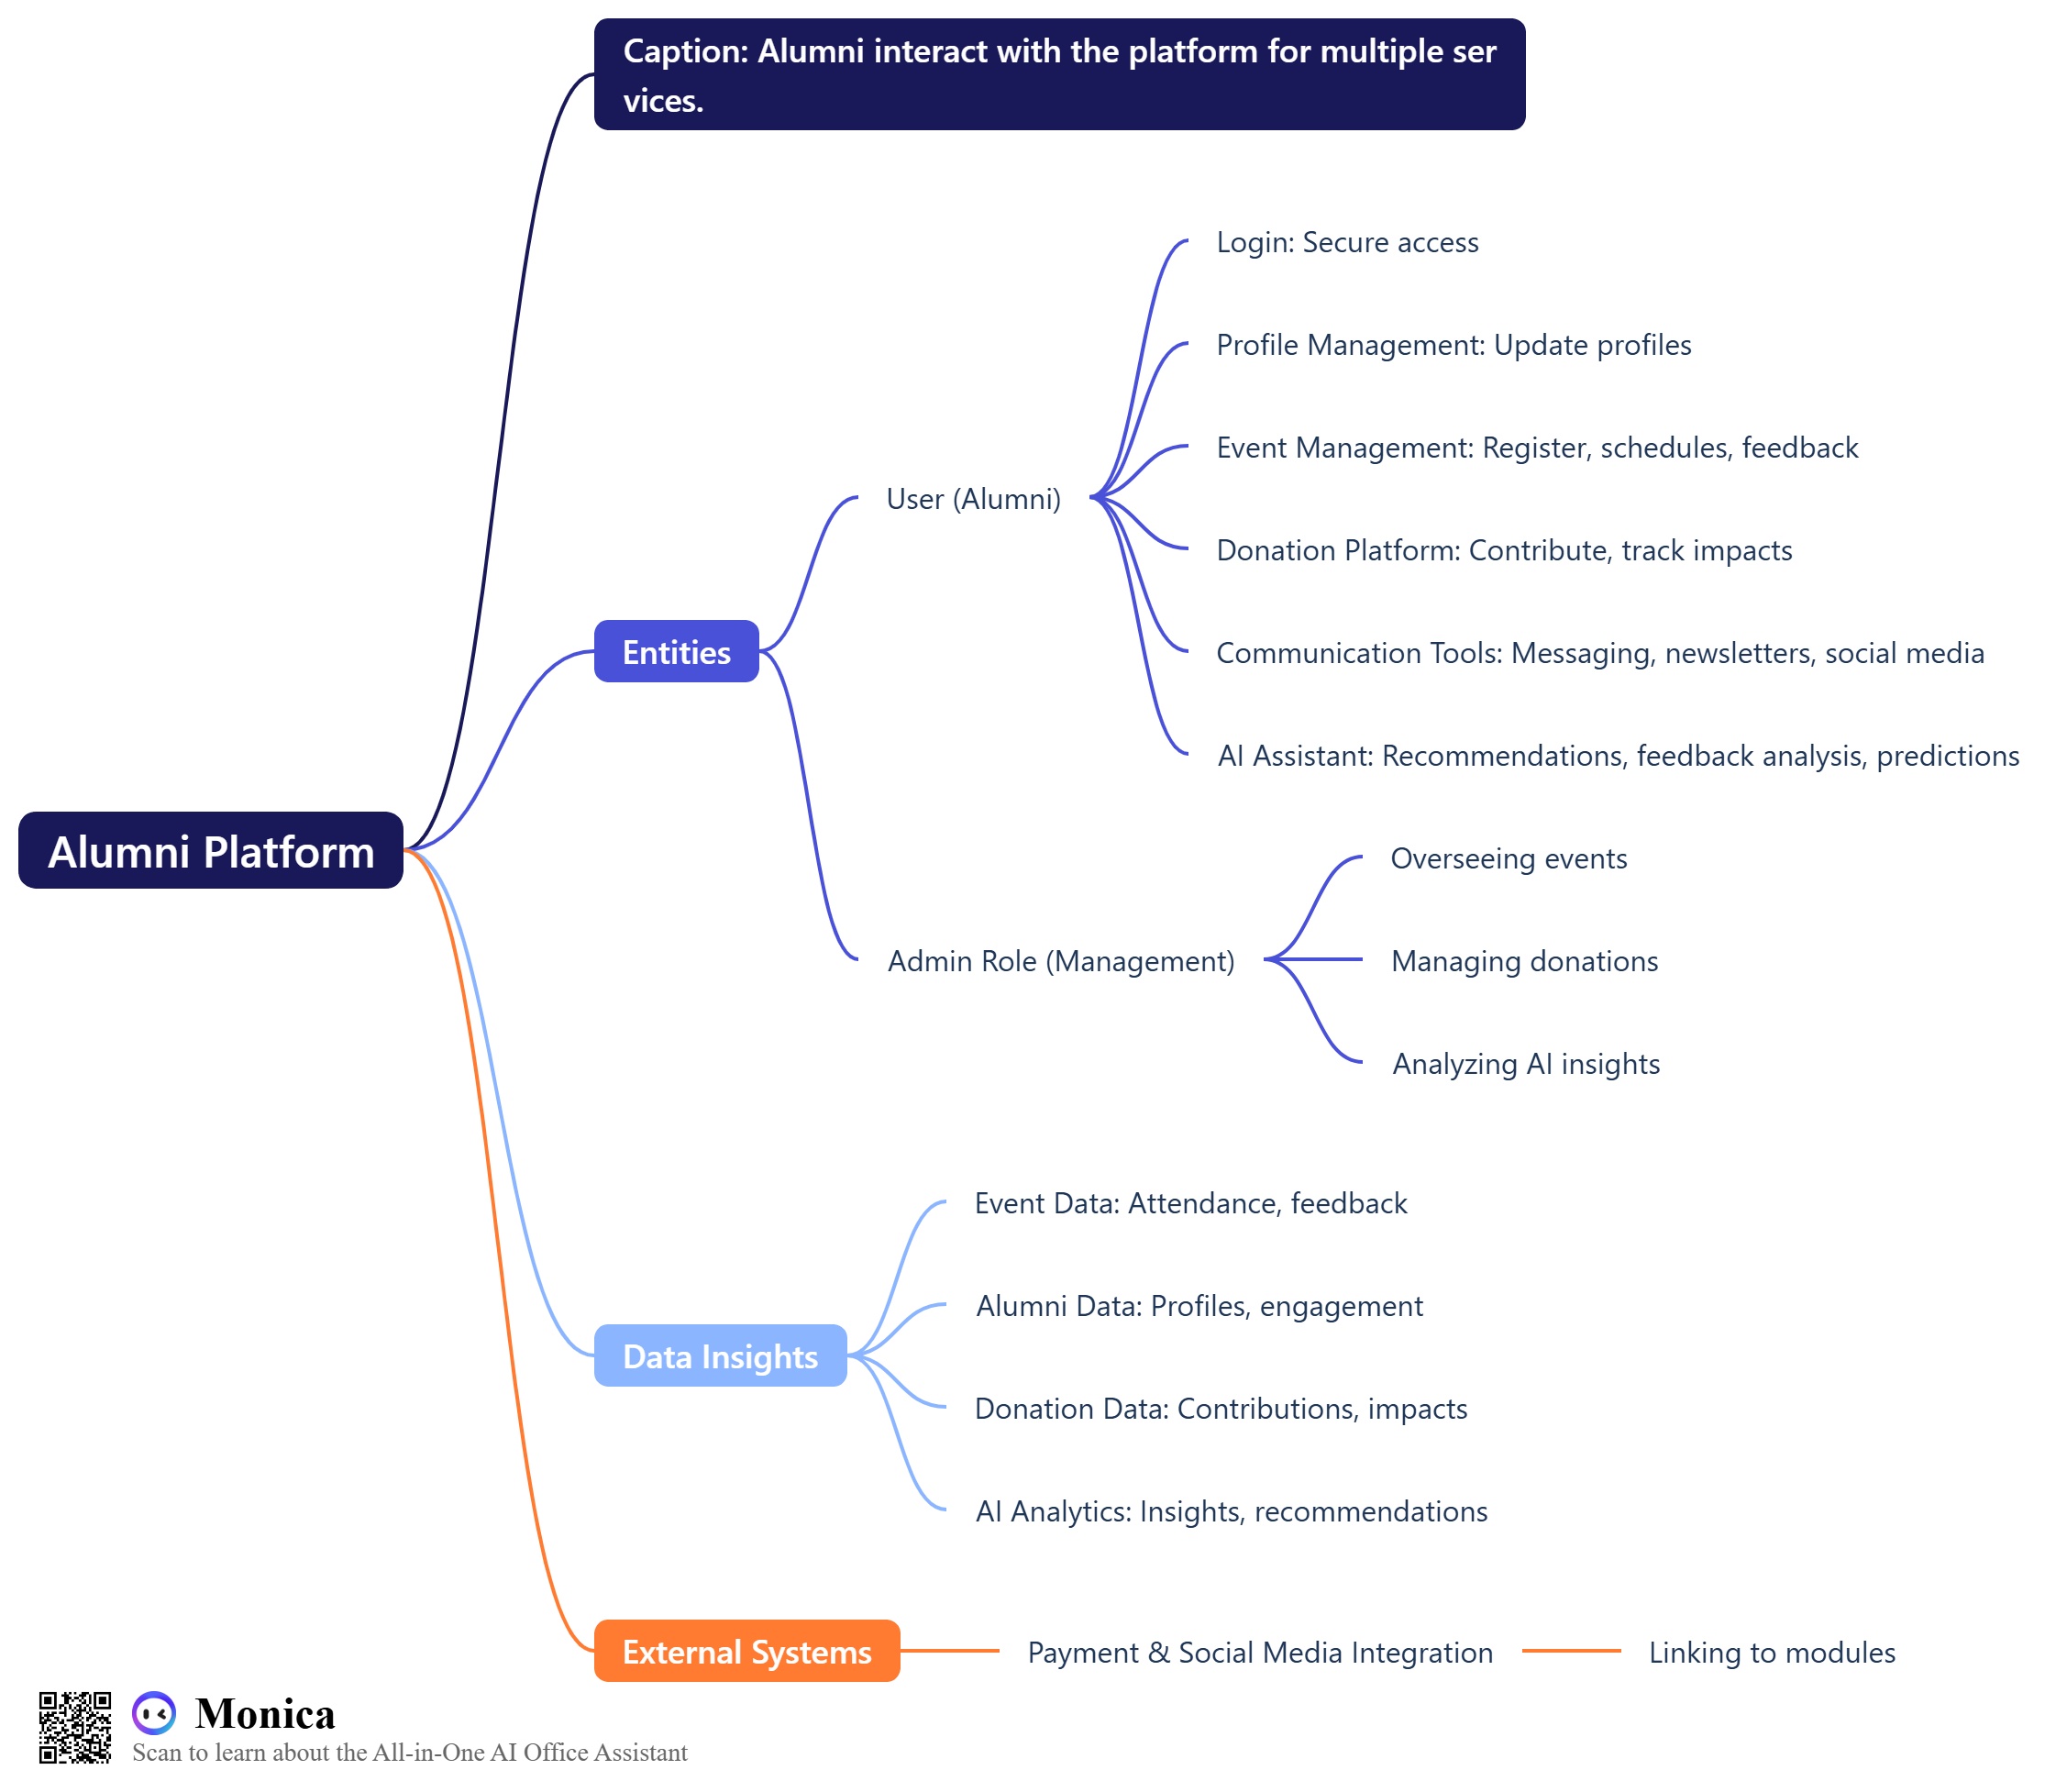 Caption: Alumni interact with the platform for multiple ser
vices.
Login: Secure access
Profile Management: Update profiles
Event Management: Register, schedules, feedback
User (Alumni)
Donation Platform: Contribute, track impacts
Entities
Communication Tools: Messaging, newsletters, social media
AI Assistant: Recommendations, feedback analysis, predictions
Alumni Platform
Overseeing events
Admin Role (Management)
Managing donations
Analyzing AI insights
Event Data: Attendance, feedback
Alumni Data: Profiles, engagement
Data Insights
Donation Data: Contributions, impacts
AI Analytics: Insights, recommendations
External Systems
Payment & Social Media Integration
Linking to modules
Monica
Scan to learn about the All-in-One AI Office Assistant